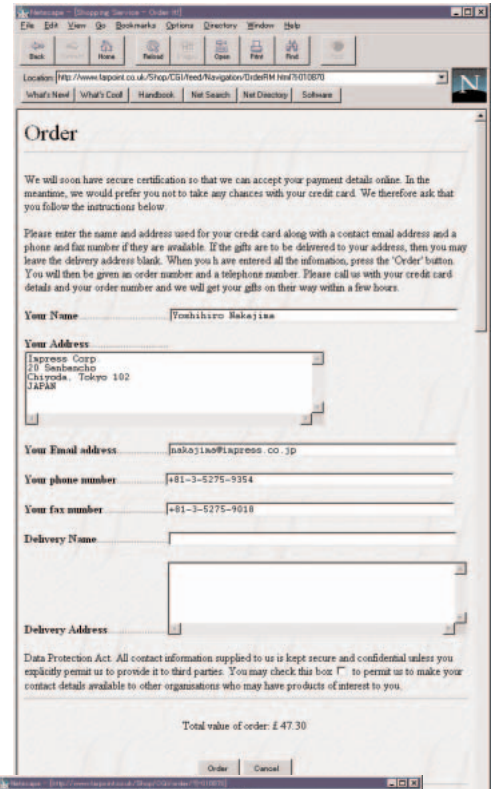 Netscape - [Shopping Service - Order It!]
File Edit View Go Bookmarks Options Directory Window Help
Back Home Reload Open Print Find
Location: http://www.farpoint.co.uk/Shop/CGI/feed/Navigation/OrderRM.html?5010870
What's New! What's Cool! Handbook Net Search Net Directory Software
N
Order
We will soon have secure certification so that we can accept your payment details online. In the
meantime, we would prefer you not to take any chances with your credit card. We therefore ask that
you follow the instructions below.
Please enter the name and address used for your credit card along with a contact email address and a
phone and fax number if they are available. If the gifts are to be delivered to your address, then you may
leave the delivery address blank. When you h ave entered all the infomation, press the 'Order' button.
You will then be given an order number and a telephone number. Please call us with your credit card
details and your order number and we will get your gifts on their way within a few hours.
Your Name Yoshihiro Nakajima
Your Address
Impress Corp
20 Sanbancho
Chiyoda, Tokyo 102
JAPAN
Your Email address nakajima@impress.co.jp
Your phone number +81-3-5275-9354
Your fax number +81-3-5275-9018
Delivery Name
Delivery Address
Data Protection Act. All contact information supplied to us is kept secure and confidential unless you
explicitly permit us to provide it to third parties. You may check this box to permit us to make your
contact details available to other organisations who may have products of interest to you.
Total value of order: £ 47.30
Order Cancel